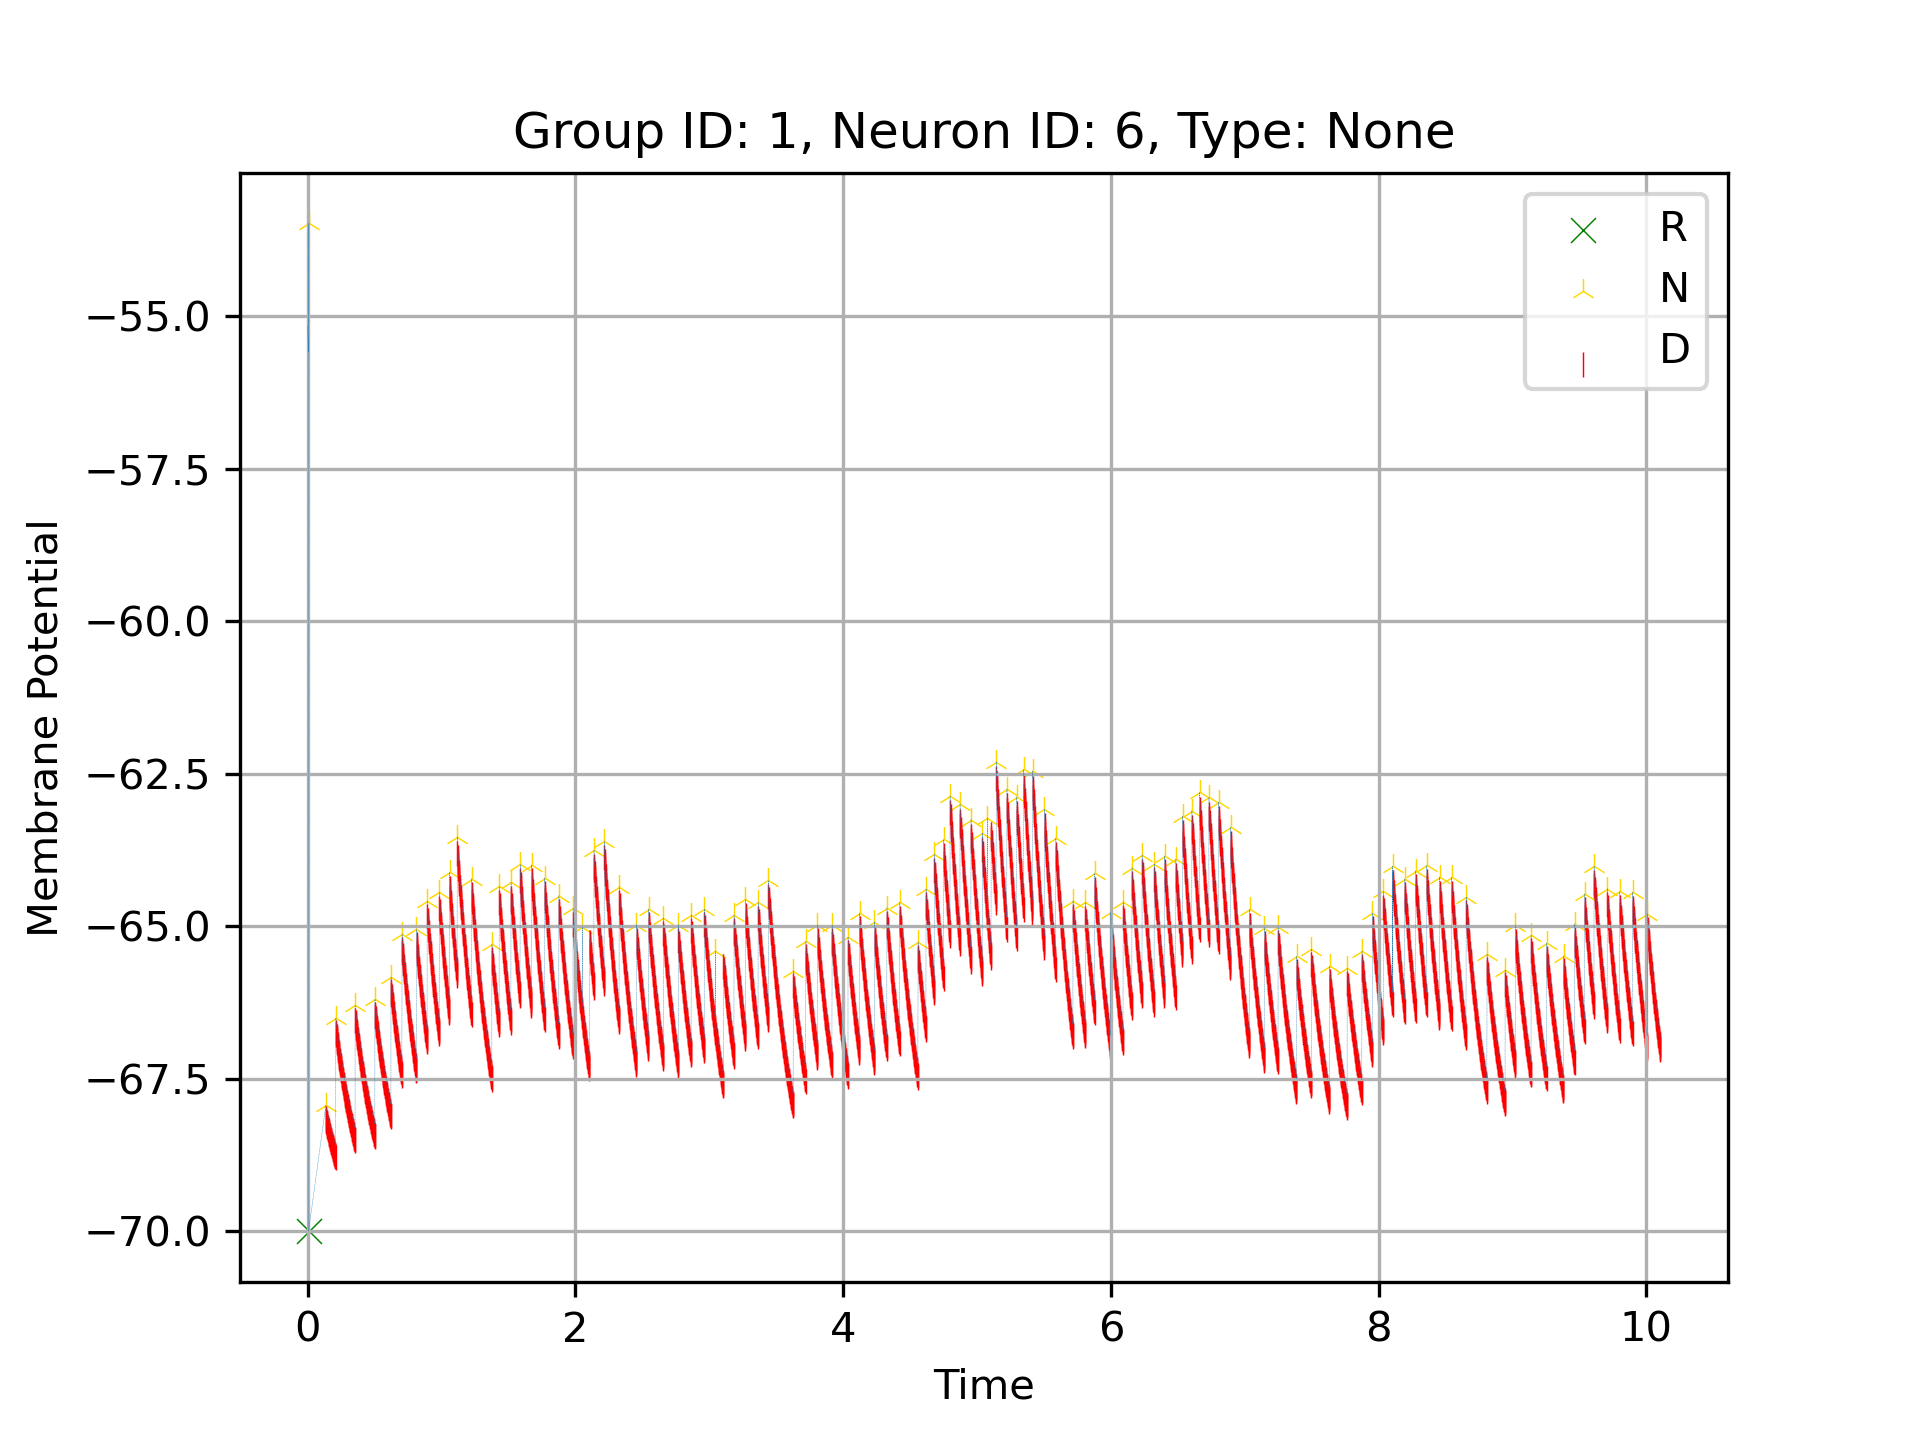 Group ID: 1, Neuron ID: 6, Type: None
R
N
D
−55.0
−57.5
−60.0
−62.5
−65.0
−67.5
−70.0
Membrane Potential
0 2 4 6 8 10
Time